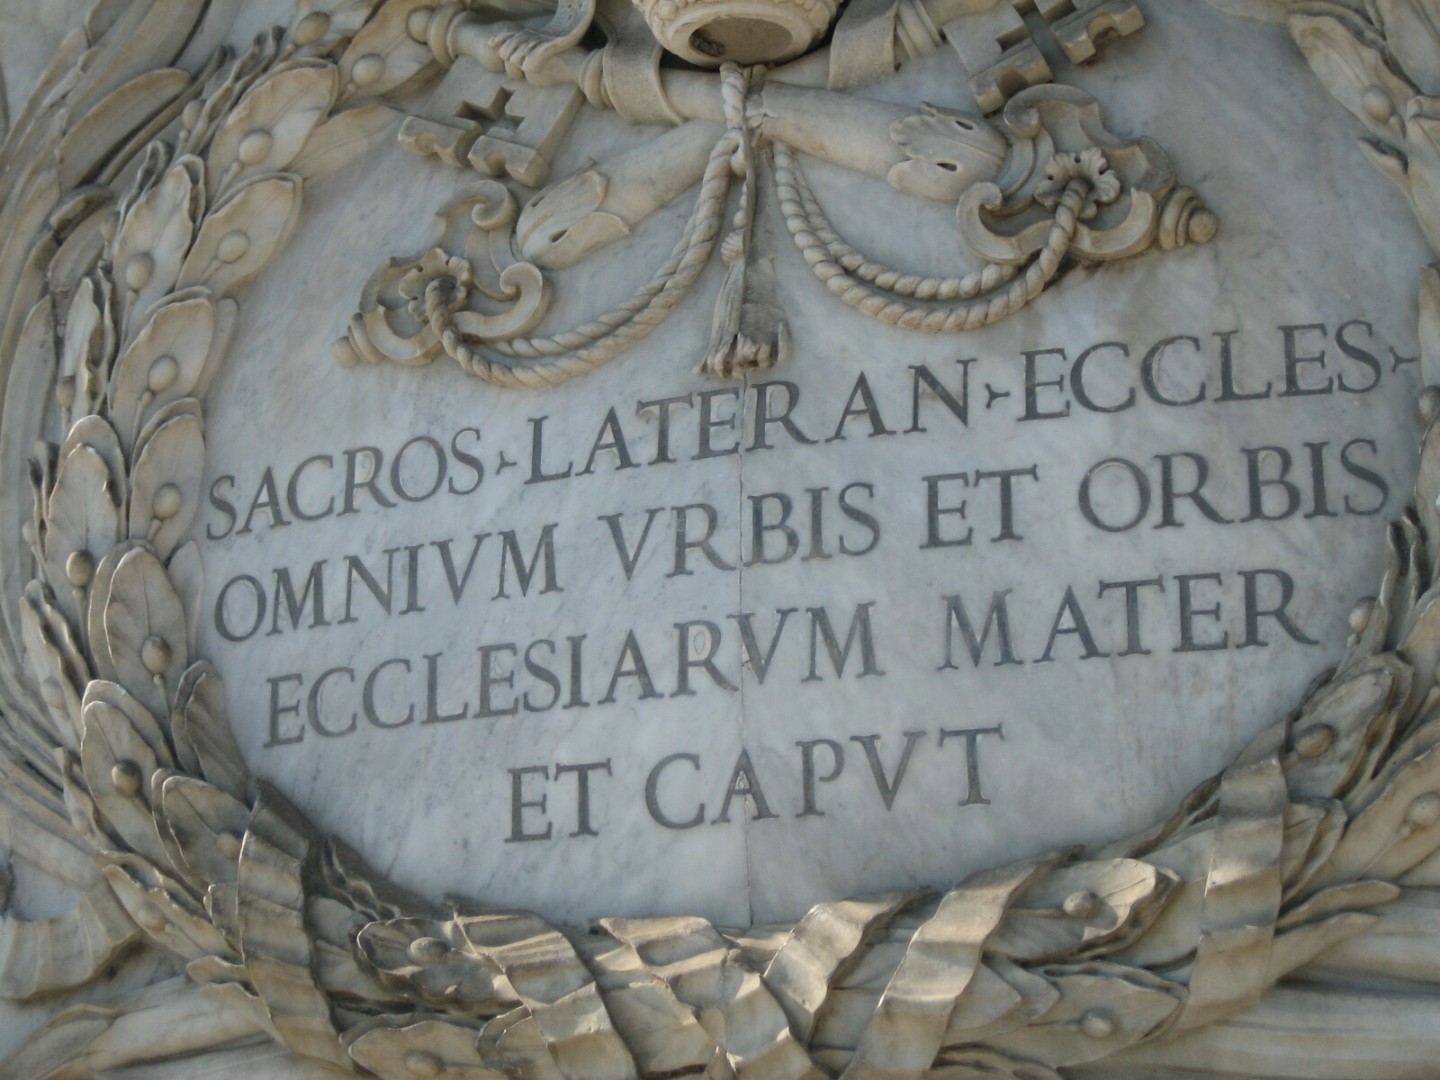 SACROS·LATERAN·ECCLES·
OMNIVM VRBIS ET ORBIS
ECCLESIARVM MATER
ET CAPVT